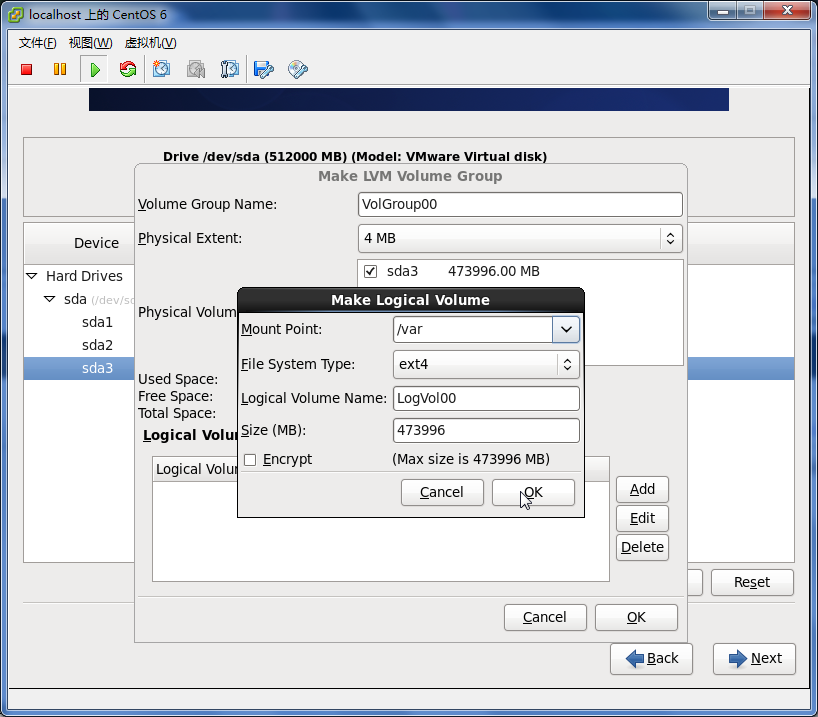 localhost 上的 CentOS 6
文件(F) 视图(W) 虚拟机(V)
Drive /dev/sda (512000 MB) (Model: VMware Virtual disk)
Make LVM Volume Group
Volume Group Name: VolGroup00
Physical Extent: 4 MB
Device
sda3 473996.00 MB
Hard Drives
sda (/dev/sd
sda1
sda2
sda3
Physical Volum
Make Logical Volume
Mount Point: /var
File System Type: ext4
Logical Volume Name: LogVol00
Size (MB): 473996
Encrypt (Max size is 473996 MB)
Cancel OK
Used Space:
Free Space:
Total Space:
Logical Volu
Logical Volu
Add
Edit
Delete
Reset
Cancel OK
Back Next